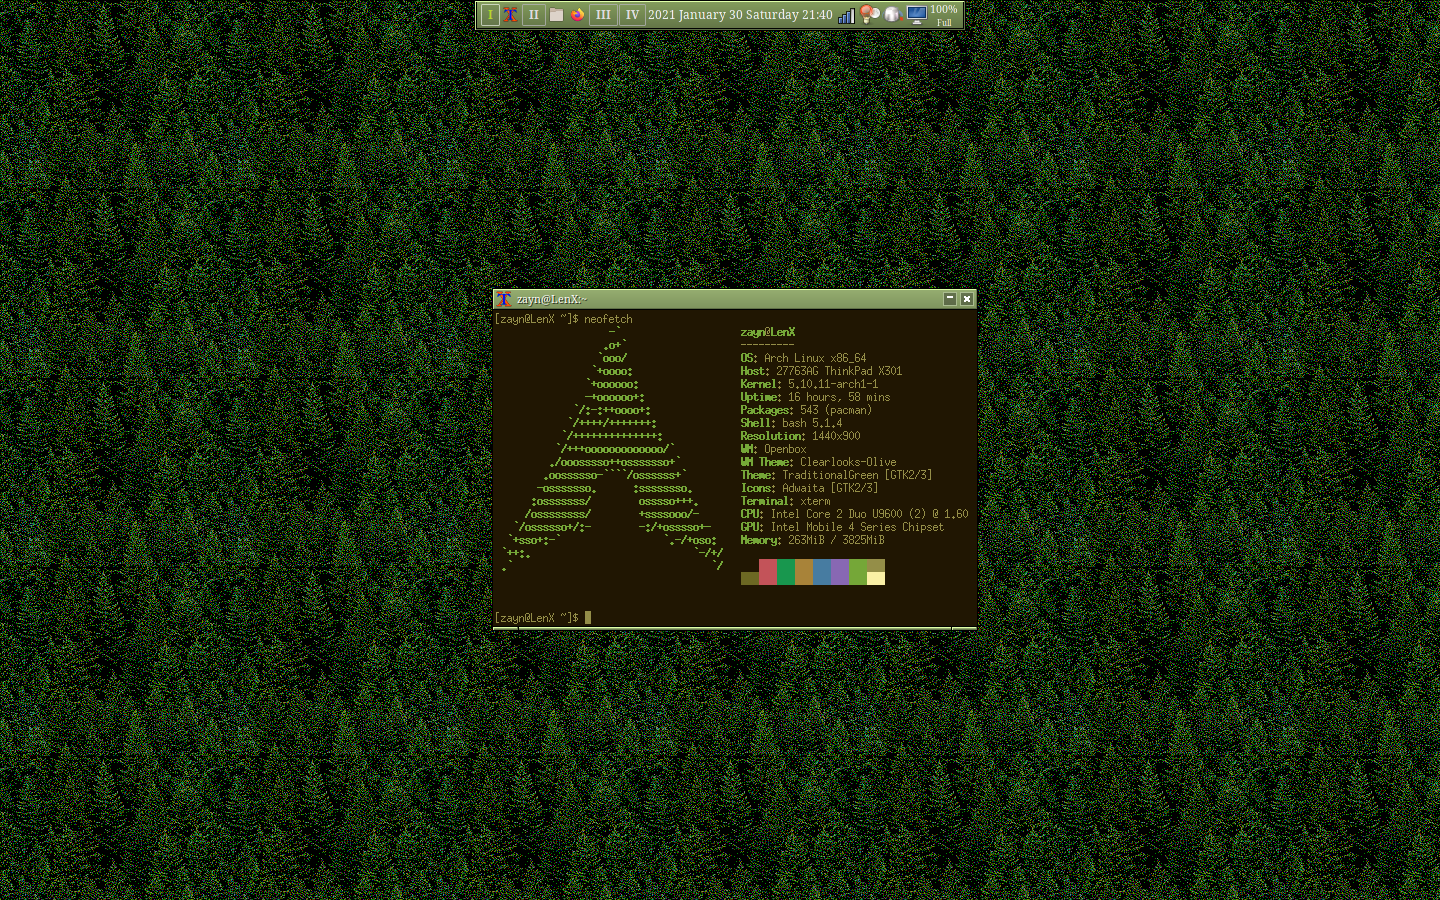 I II III IV 2021 January 30 Saturday 21:40 100%
Full
zayn@LenX:~
[zayn@LenX ~]$ neofetch
zayn@LenX
---------
OS: Arch Linux x86_64
Host: 27763AG ThinkPad X301
Kernel: 5.10.11-arch1-1
Uptime: 16 hours, 58 mins
Packages: 543 (pacman)
Shell: bash 5.1.4
Resolution: 1440x900
WM: Openbox
WM Theme: Clearlooks-Olive
Theme: TraditionalGreen [GTK2/3]
Icons: Adwaita [GTK2/3]
Terminal: xterm
CPU: Intel Core 2 Duo U9600 (2) @ 1.60
GPU: Intel Mobile 4 Series Chipset
Memory: 263MiB / 3825MiB
[zayn@LenX ~]$